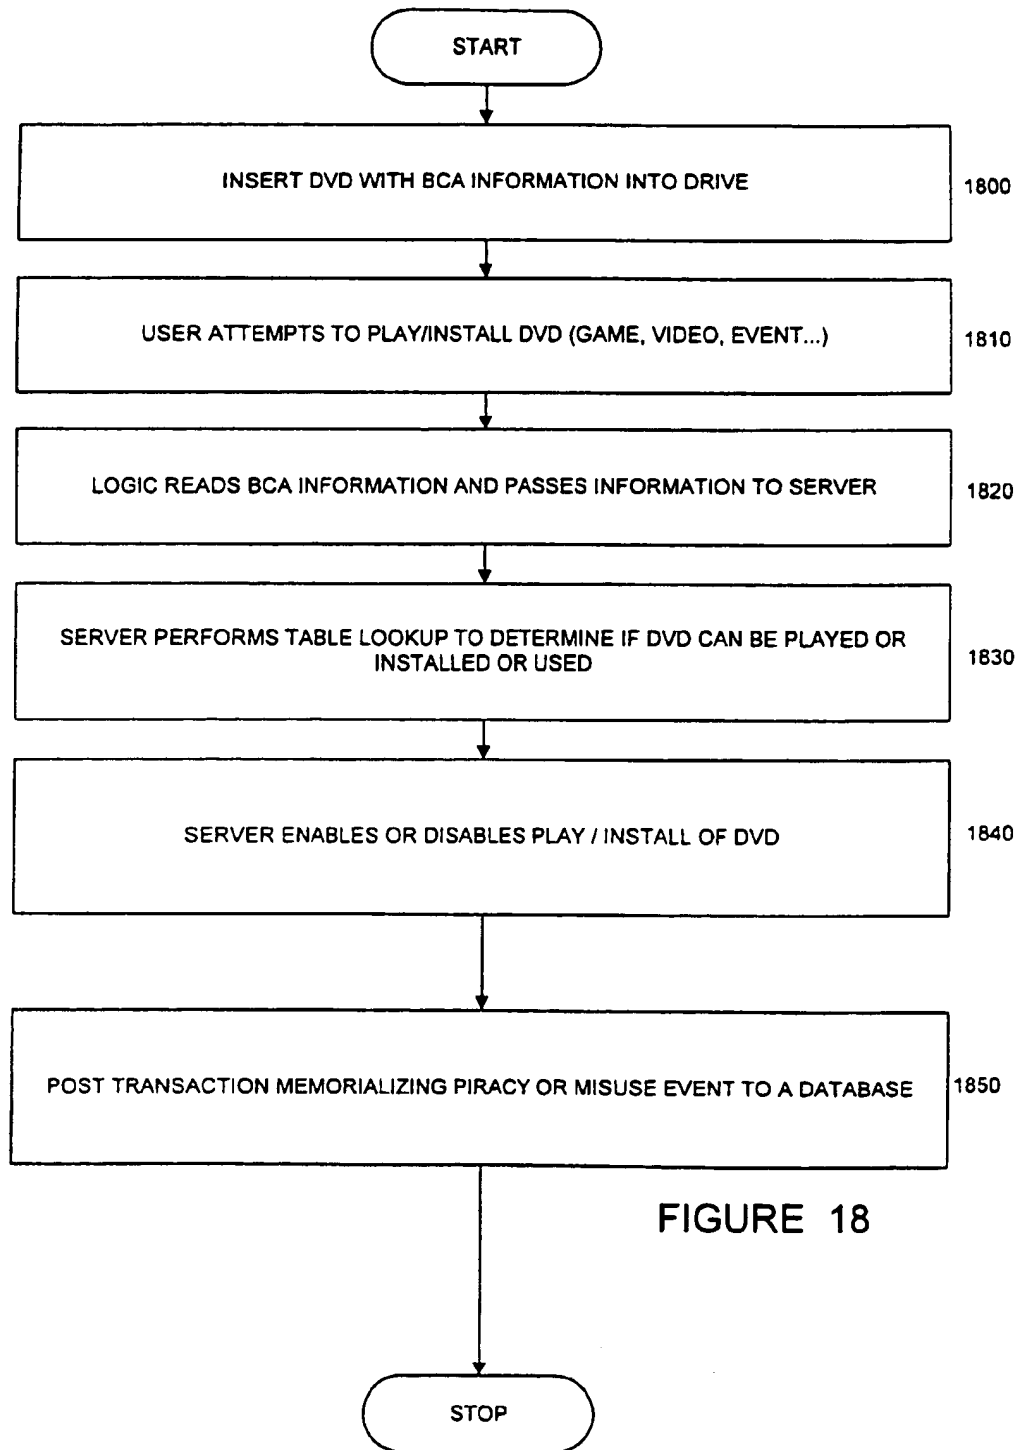 START
INSERT DVD WITH BCA INFORMATION INTO DRIVE
1800
USER ATTEMPTS TO PLAY/INSTALL DVD (GAME, VIDEO, EVENT...)
1810
LOGIC READS BCA INFORMATION AND PASSES INFORMATION TO SERVER
1820
SERVER PERFORMS TABLE LOOKUP TO DETERMINE IF DVD CAN BE PLAYED OR
INSTALLED OR USED
1830
SERVER ENABLES OR DISABLES PLAY / INSTALL OF DVD
1840
POST TRANSACTION MEMORIALIZING PIRACY OR MISUSE EVENT TO A DATABASE
1850
FIGURE 18
STOP